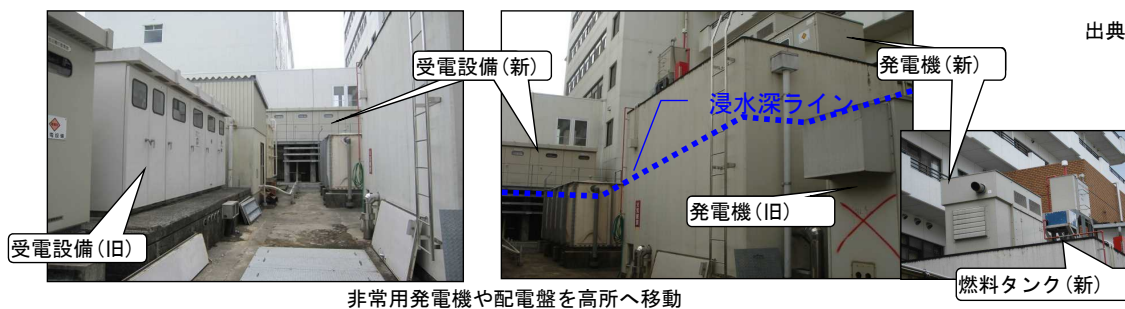 出典
受電設備(新)
発電機(新)
浸水深ライン
受電設備(旧)
発電機(旧)
燃料タンク(新)
非常用発電機や配電盤を高所へ移動